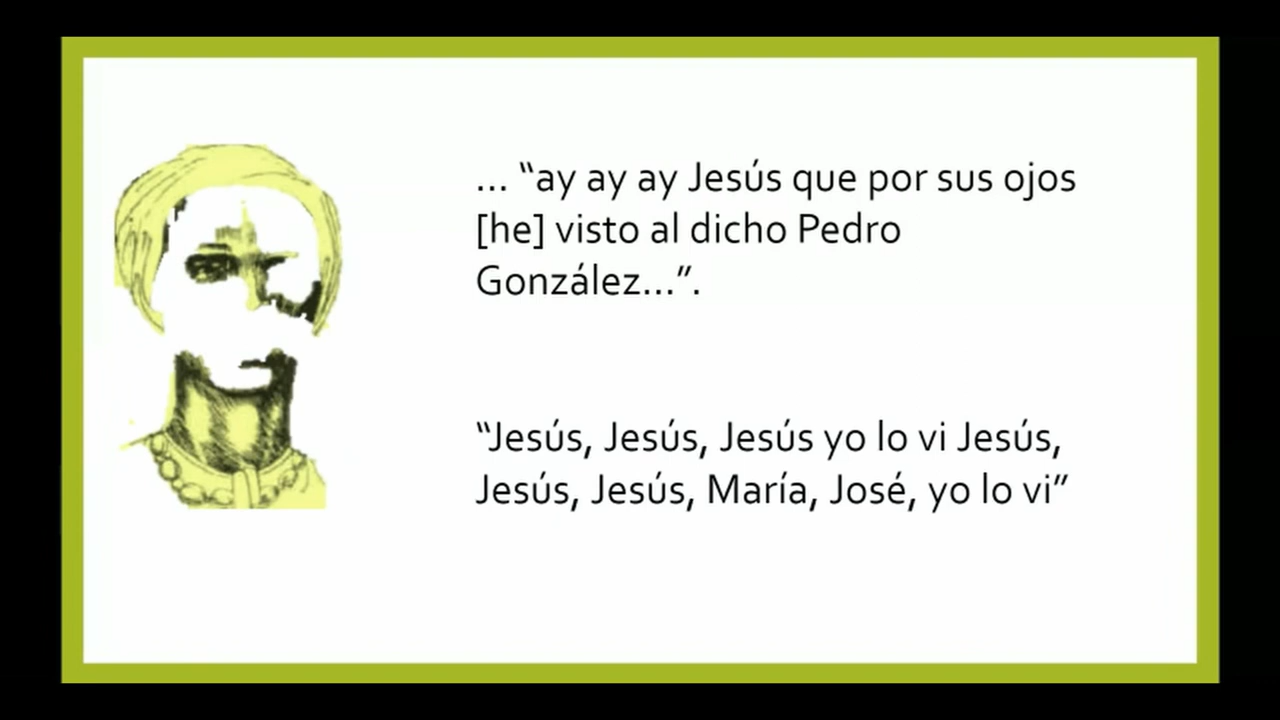 ... “ay ay ay Jesús que por sus ojos
[he] visto al dicho Pedro
González...”.
“Jesús, Jesús, Jesús yo lo vi Jesús,
Jesús, Jesús, María, José, yo lo vi”